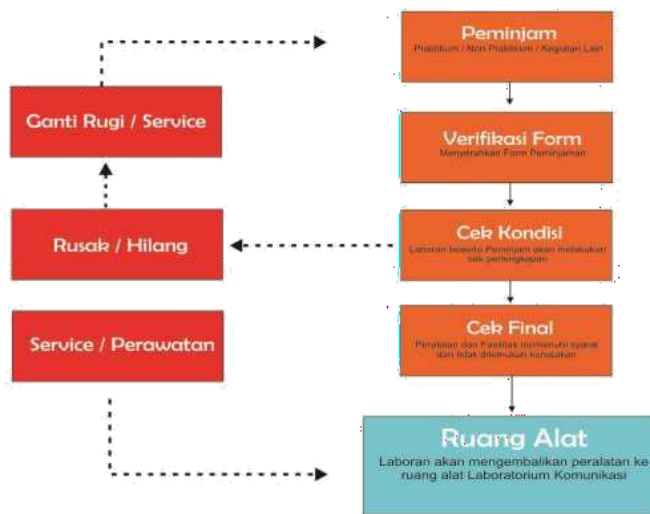 Peminjam
Praktikum / Non Praktikum / Kegiatan Lain
Ganti Rugi / Service
Verifikasi Form
Menyerahkan Form Peminjaman
Rusak / Hilang
Cek Kondisi
Laboran beserta Peminjam akan melakukan
cek perlengkapan
Service / Perawatan
Cek Final
Peralatan dan Fasilitas memenuhi syarat
dan tidak ditemukan kerusakan
Ruang Alat
Laboran akan mengembalikan peralatan ke
ruang alat Laboratorium Komunikasi